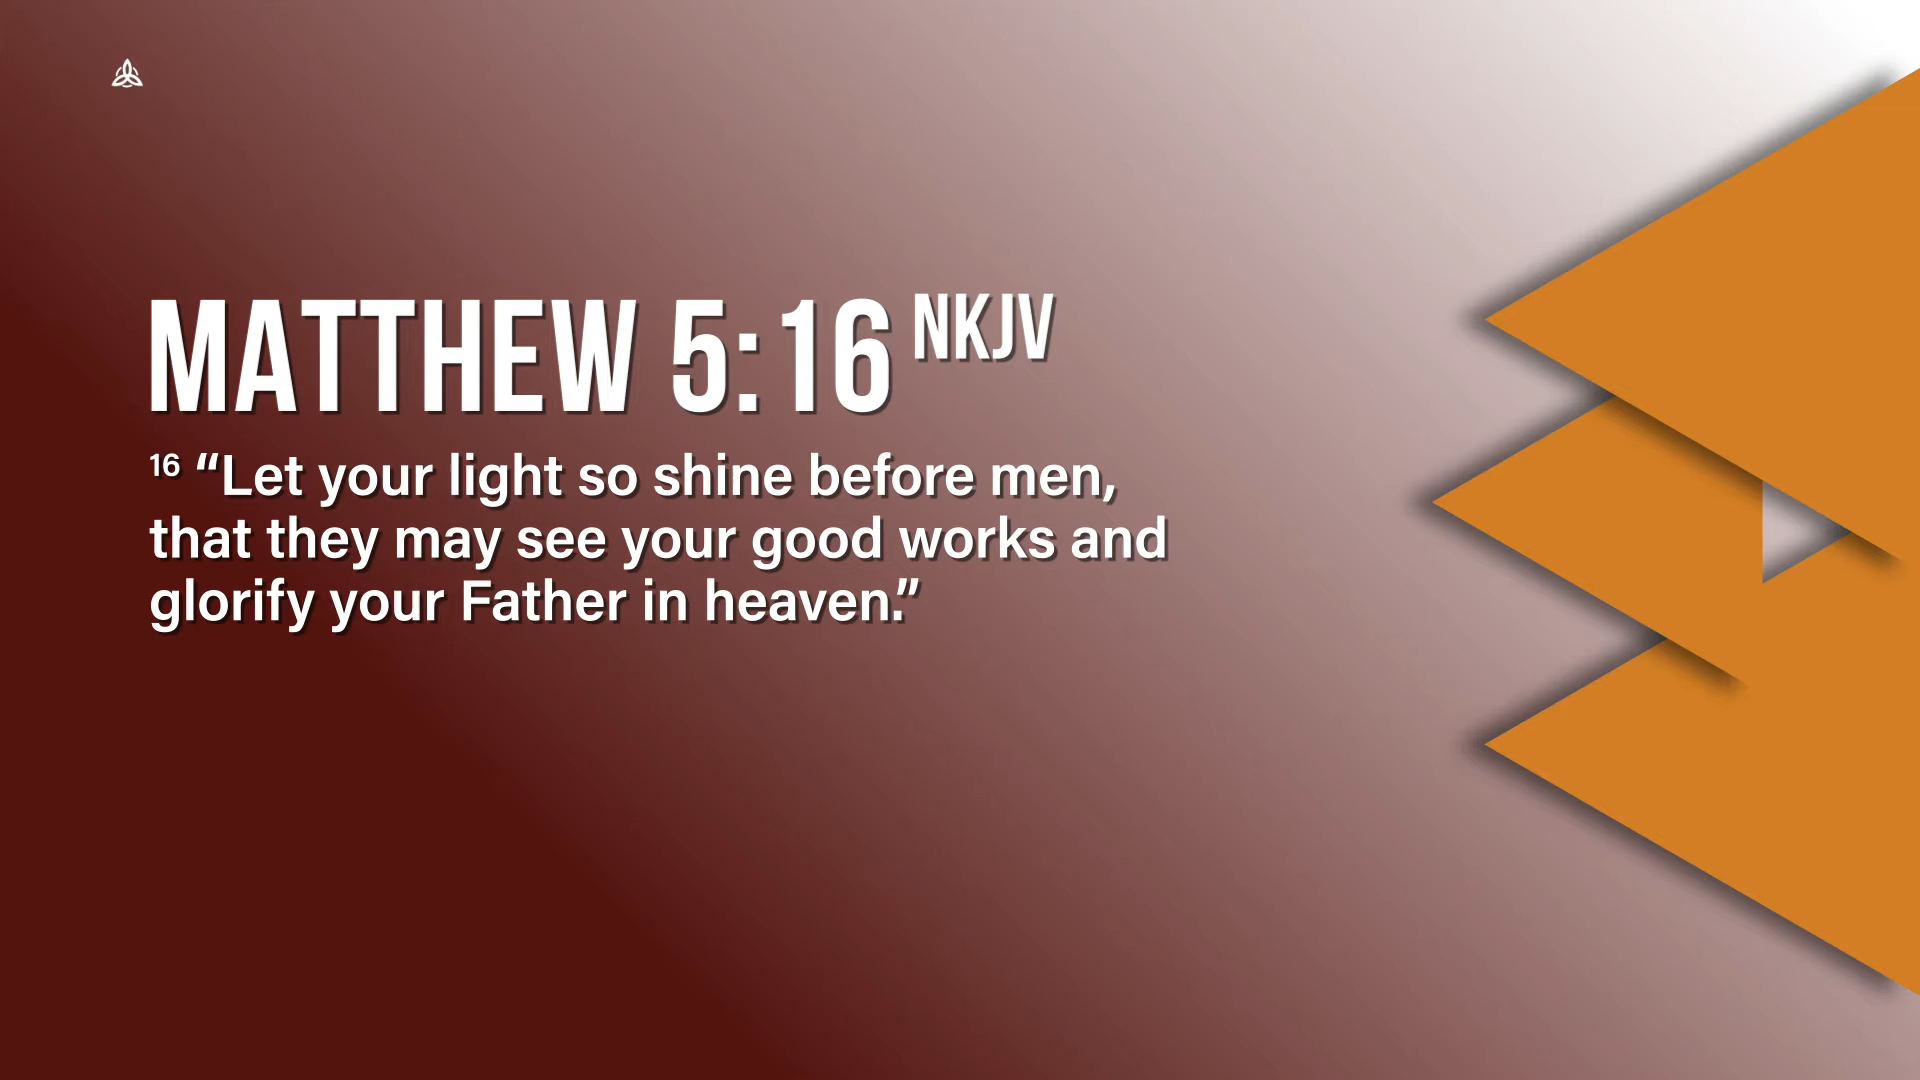 MATTHEW 5:16 NKJV
16 “Let your light so shine before men,
that they may see your good works and
glorify your Father in heaven.”